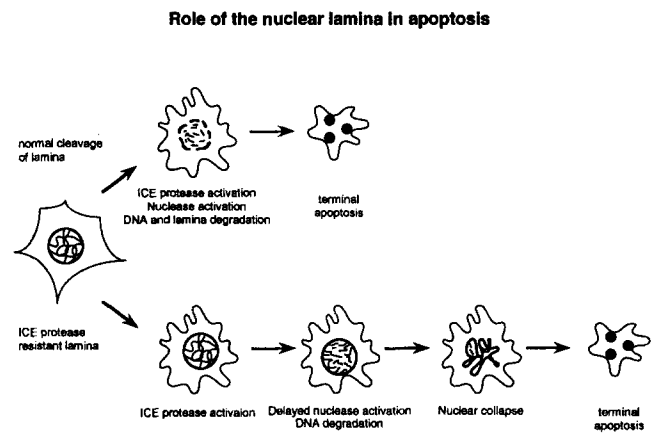 Role of the nuclear lamina in apoptosis
normal cleavage
of lamina
ICE protease activation
Nuclease activation
DNA and lamina degradation
terminal
apoptosis
ICE protease
resistant lamina
ICE protease activaion
Delayed nuclease activation
DNA degradation
Nuclear collapse
terminal
apoptosis